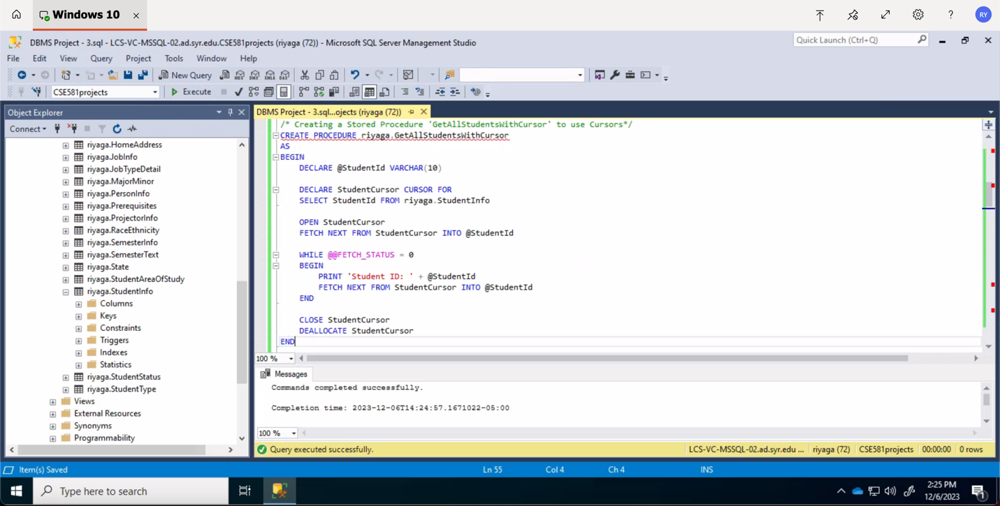 Windows 10
RY
DBMS Project - 3.sql - LCS-VC-MSSQL-02.ad.syr.edu.CSE581projects (riyaga (72)) - Microsoft SQL Server Management Studio
Quick Launch (Ctrl+Q)
File Edit View Query Project Tools Window Help
New Query
MDX DMX XMLA DAX
CSE581projects
Execute
Object Explorer
DBMS Project - 3.sql...ojects (riyaga (72))
Connect
riyaga.HomeAddress
riyaga.JobInfo
riyaga.JobTypeDetail
riyaga.MajorMinor
riyaga.PersonInfo
riyaga.Prerequisites
riyaga.ProjectorInfo
riyaga.RaceEthnicity
riyaga.SemesterInfo
riyaga.SemesterText
riyaga.State
riyaga.StudentAreaOfStudy
riyaga.StudentInfo
Columns
Keys
Constraints
Triggers
Indexes
Statistics
riyaga.StudentStatus
riyaga.StudentType
Views
External Resources
Synonyms
Programmability
/* Creating a Stored Procedure 'GetAllStudentsWithCursor' to use Cursors*/
CREATE PROCEDURE riyaga.GetAllStudentsWithCursor
AS
BEGIN
DECLARE @StudentId VARCHAR(10)
DECLARE StudentCursor CURSOR FOR
SELECT StudentId FROM riyaga.StudentInfo
OPEN StudentCursor
FETCH NEXT FROM StudentCursor INTO @StudentId
WHILE @@FETCH_STATUS = 0
BEGIN
PRINT 'Student ID: ' + @StudentId
FETCH NEXT FROM StudentCursor INTO @StudentId
END
CLOSE StudentCursor
DEALLOCATE StudentCursor
END
100 %
Messages
Commands completed successfully.
Completion time: 2023-12-06T14:24:57.1671022-05:00
100 %
Query executed successfully.
LCS-VC-MSSQL-02.ad.syr.edu ... riyaga (72) CSE581projects 00:00:00 0 rows
Item(s) Saved
Ln 55 Col 4 Ch 4 INS
Type here to search
2:25 PM
12/6/2023
1